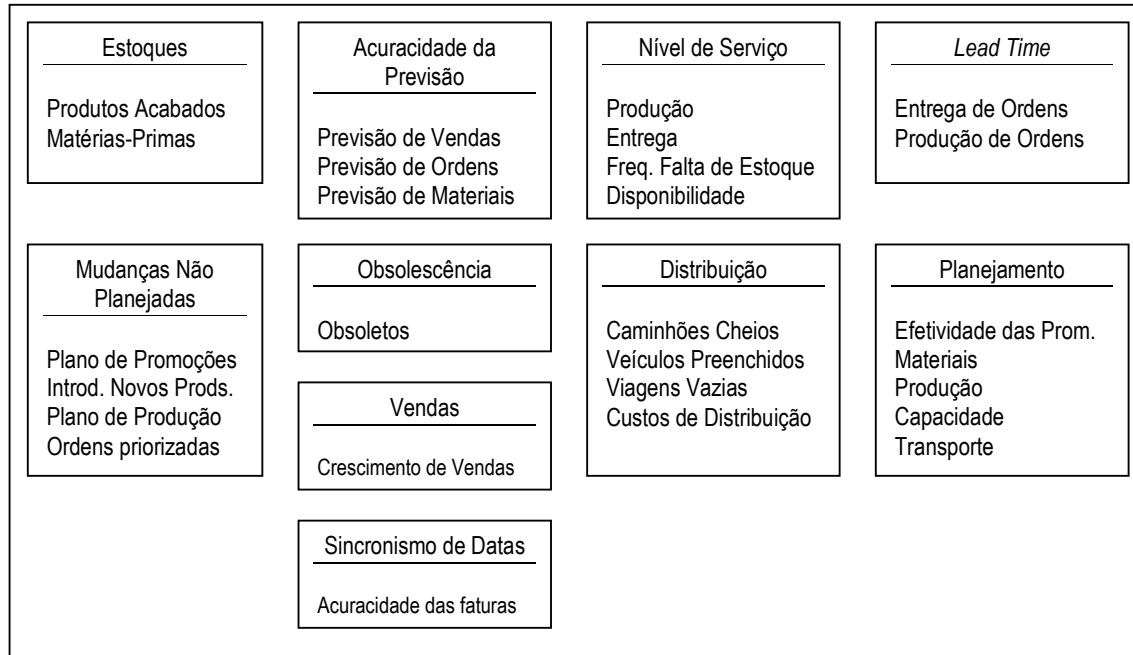 Estoques
Produtos Acabados
Matérias-Primas
Acuracidade da
Previsão
Previsão de Vendas
Previsão de Ordens
Previsão de Materiais
Nível de Serviço
Produção
Entrega
Freq. Falta de Estoque
Disponibilidade
Lead Time
Entrega de Ordens
Produção de Ordens
Mudanças Não
Planejadas
Plano de Promoções
Introd. Novos Prods.
Plano de Produção
Ordens priorizadas
Obsolescência
Obsoletos
Vendas
Crescimento de Vendas
Sincronismo de Datas
Acuracidade das faturas
Distribuição
Caminhões Cheios
Veículos Preenchidos
Viagens Vazias
Custos de Distribuição
Planejamento
Efetividade das Prom.
Materiais
Produção
Capacidade
Transporte